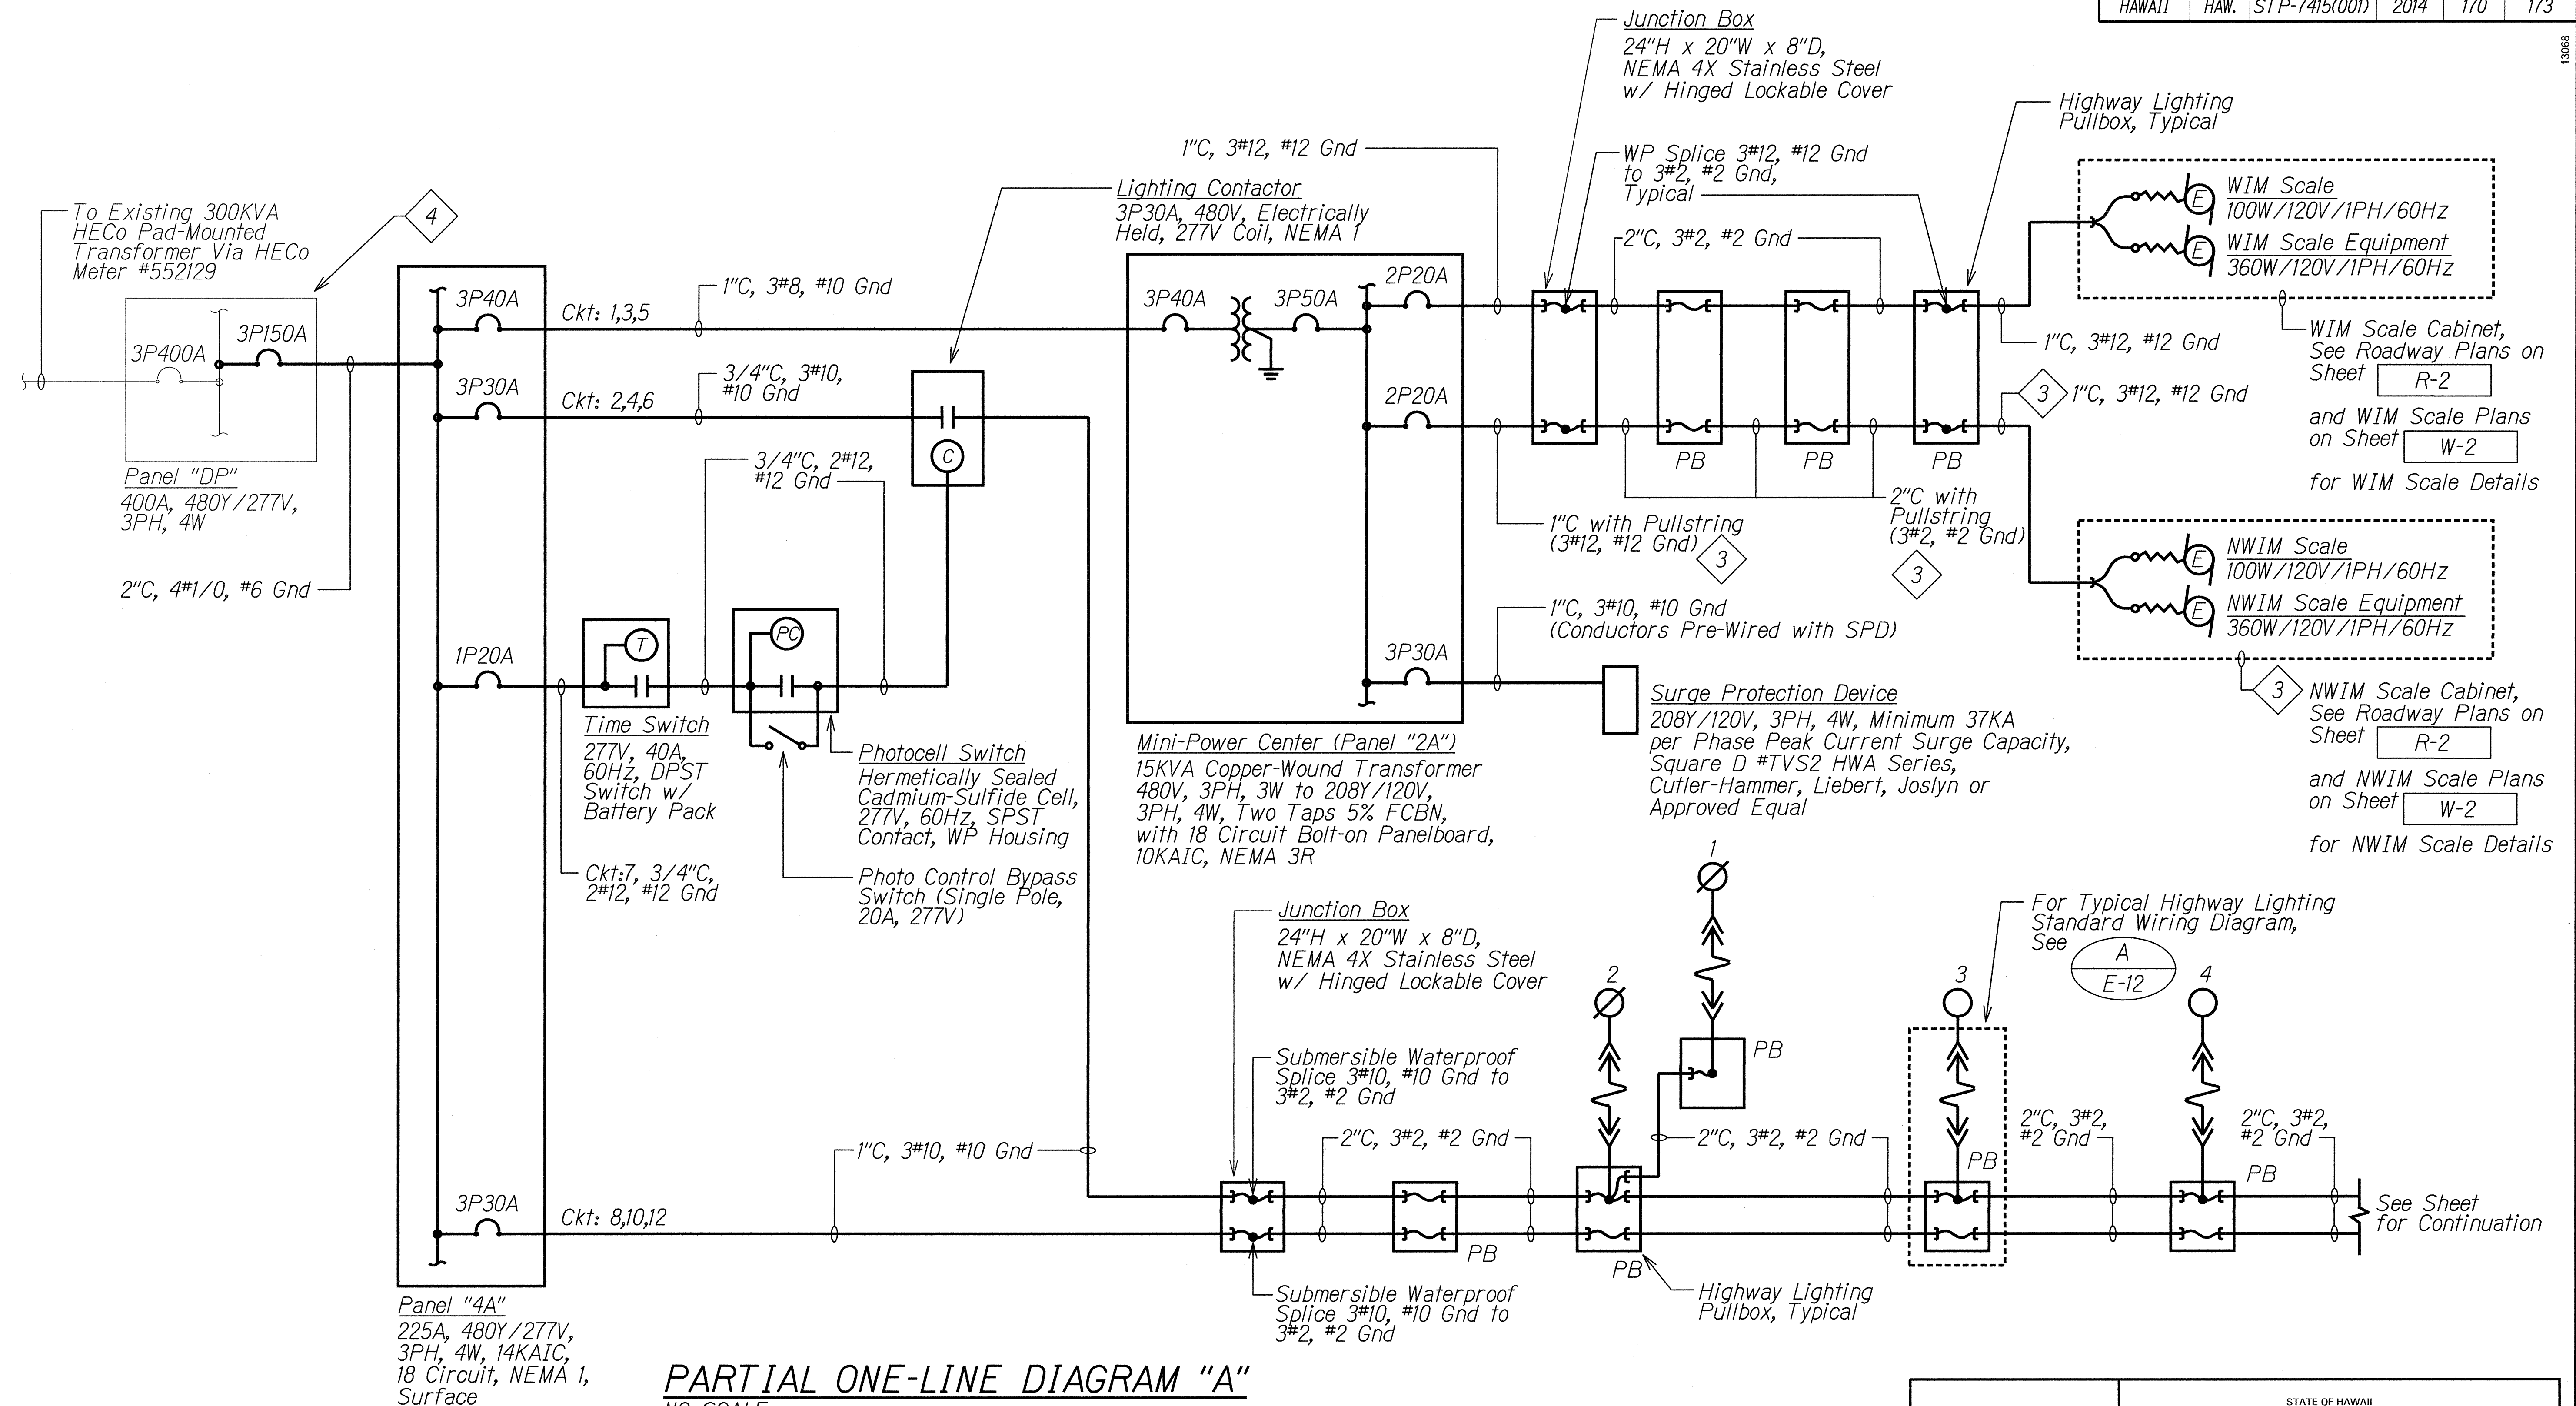 HAWAII HAW. STP-7415(001) 2014 170 173
13068
Junction Box
24"H x 20"W x 8"D,
NEMA 4X Stainless Steel
w/ Hinged Lockable Cover
Highway Lighting
Pullbox, Typical
1"C, 3#12, #12 Gnd
WP Splice 3#12, #12 Gnd
to 3#2, #2 Gnd,
Typical
Lighting Contactor
3P30A, 480V, Electrically
Held, 277V Coil, NEMA 1
To Existing 300KVA
HECo Pad-Mounted
Transformer Via HECo
Meter #552129
4
2"C, 3#2, #2 Gnd
E
WIM Scale
100W/120V/1PH/60Hz
E
WIM Scale Equipment
360W/120V/1PH/60Hz
3P40A
Ckt: 1,3,5
1"C, 3#8, #10 Gnd
3P40A
3P50A
2P20A
3P150A
3P400A
Panel "DP"
400A, 480Y/277V,
3PH, 4W
3P30A
Ckt: 2,4,6
3/4"C, 3#10,
#10 Gnd
C
2P20A
1"C, 3#12, #12 Gnd
WIM Scale Cabinet,
See Roadway Plans on
Sheet R-2
and WIM Scale Plans
on Sheet W-2
for WIM Scale Details
3
1"C, 3#12, #12 Gnd
PB
PB
PB
3/4"C, 2#12,
#12 Gnd
2"C, 4#1/0, #6 Gnd
1"C with Pullstring
(3#12, #12 Gnd)
3
2"C with
Pullstring
(3#2, #2 Gnd)
3
E
NWIM Scale
100W/120V/1PH/60Hz
E
NWIM Scale Equipment
360W/120V/1PH/60Hz
1"C, 3#10, #10 Gnd
(Conductors Pre-Wired with SPD)
3P30A
1P20A
T
PC
Time Switch
277V, 40A,
60Hz, DPST
Switch w/
Battery Pack
Photocell Switch
Hermetically Sealed
Cadmium-Sulfide Cell,
277V, 60Hz, SPST
Contact, WP Housing
Photo Control Bypass
Switch (Single Pole,
20A, 277V)
Ckt:7, 3/4"C,
2#12, #12 Gnd
Mini-Power Center (Panel "2A")
15KVA Copper-Wound Transformer
480V, 3PH, 3W to 208Y/120V,
3PH, 4W, Two Taps 5% FCBN,
with 18 Circuit Bolt-on Panelboard,
10KAIC, NEMA 3R
Surge Protection Device
208Y/120V, 3PH, 4W, Minimum 37KA
per Phase Peak Current Surge Capacity,
Square D #TVS2 HWA Series,
Cutler-Hammer, Liebert, Joslyn or
Approved Equal
3
NWIM Scale Cabinet,
See Roadway Plans on
Sheet R-2
and NWIM Scale Plans
on Sheet W-2
for NWIM Scale Details
Junction Box
24"H x 20"W x 8"D,
NEMA 4X Stainless Steel
w/ Hinged Lockable Cover
1
2
3
4
For Typical Highway Lighting
Standard Wiring Diagram,
See
A
E-12
Submersible Waterproof
Splice 3#10, #10 Gnd to
3#2, #2 Gnd
PB
1"C, 3#10, #10 Gnd
2"C, 3#2, #2 Gnd
2"C, 3#2, #2 Gnd
2"C, 3#2,
#2 Gnd
2"C, 3#2,
#2 Gnd
PB
PB
3P30A
Ckt: 8,10,12
PB
PB
See Sheet
for Continuation
Submersible Waterproof
Splice 3#10, #10 Gnd to
3#2, #2 Gnd
Highway Lighting
Pullbox, Typical
Panel "4A"
225A, 480Y/277V,
3PH, 4W, 14KAIC,
18 Circuit, NEMA 1,
Surface
PARTIAL ONE-LINE DIAGRAM "A"
NO SCALE
STATE OF HAWAII